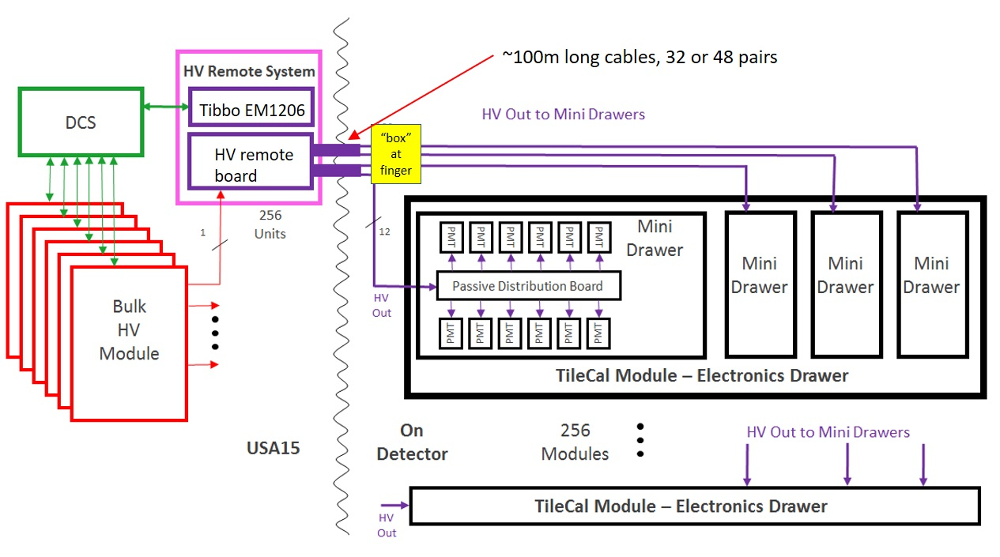 ~100m long cables, 32 or 48 pairs
HV Remote System
Tibbo EM1206
DCS
HV Out to Mini Drawers
HV remote
board
“box”
at
finger
256
Units
1
12
Bulk
HV
Module
PMT
PMT
PMT
PMT
PMT
PMT
Mini
Drawer
Passive Distribution Board
HV
Out
PMT
PMT
PMT
PMT
PMT
PMT
Mini
Drawer
Mini
Drawer
Mini
Drawer
TileCal Module – Electronics Drawer
USA15
On
Detector
256
Modules
HV Out to Mini Drawers
TileCal Module – Electronics Drawer
HV
Out